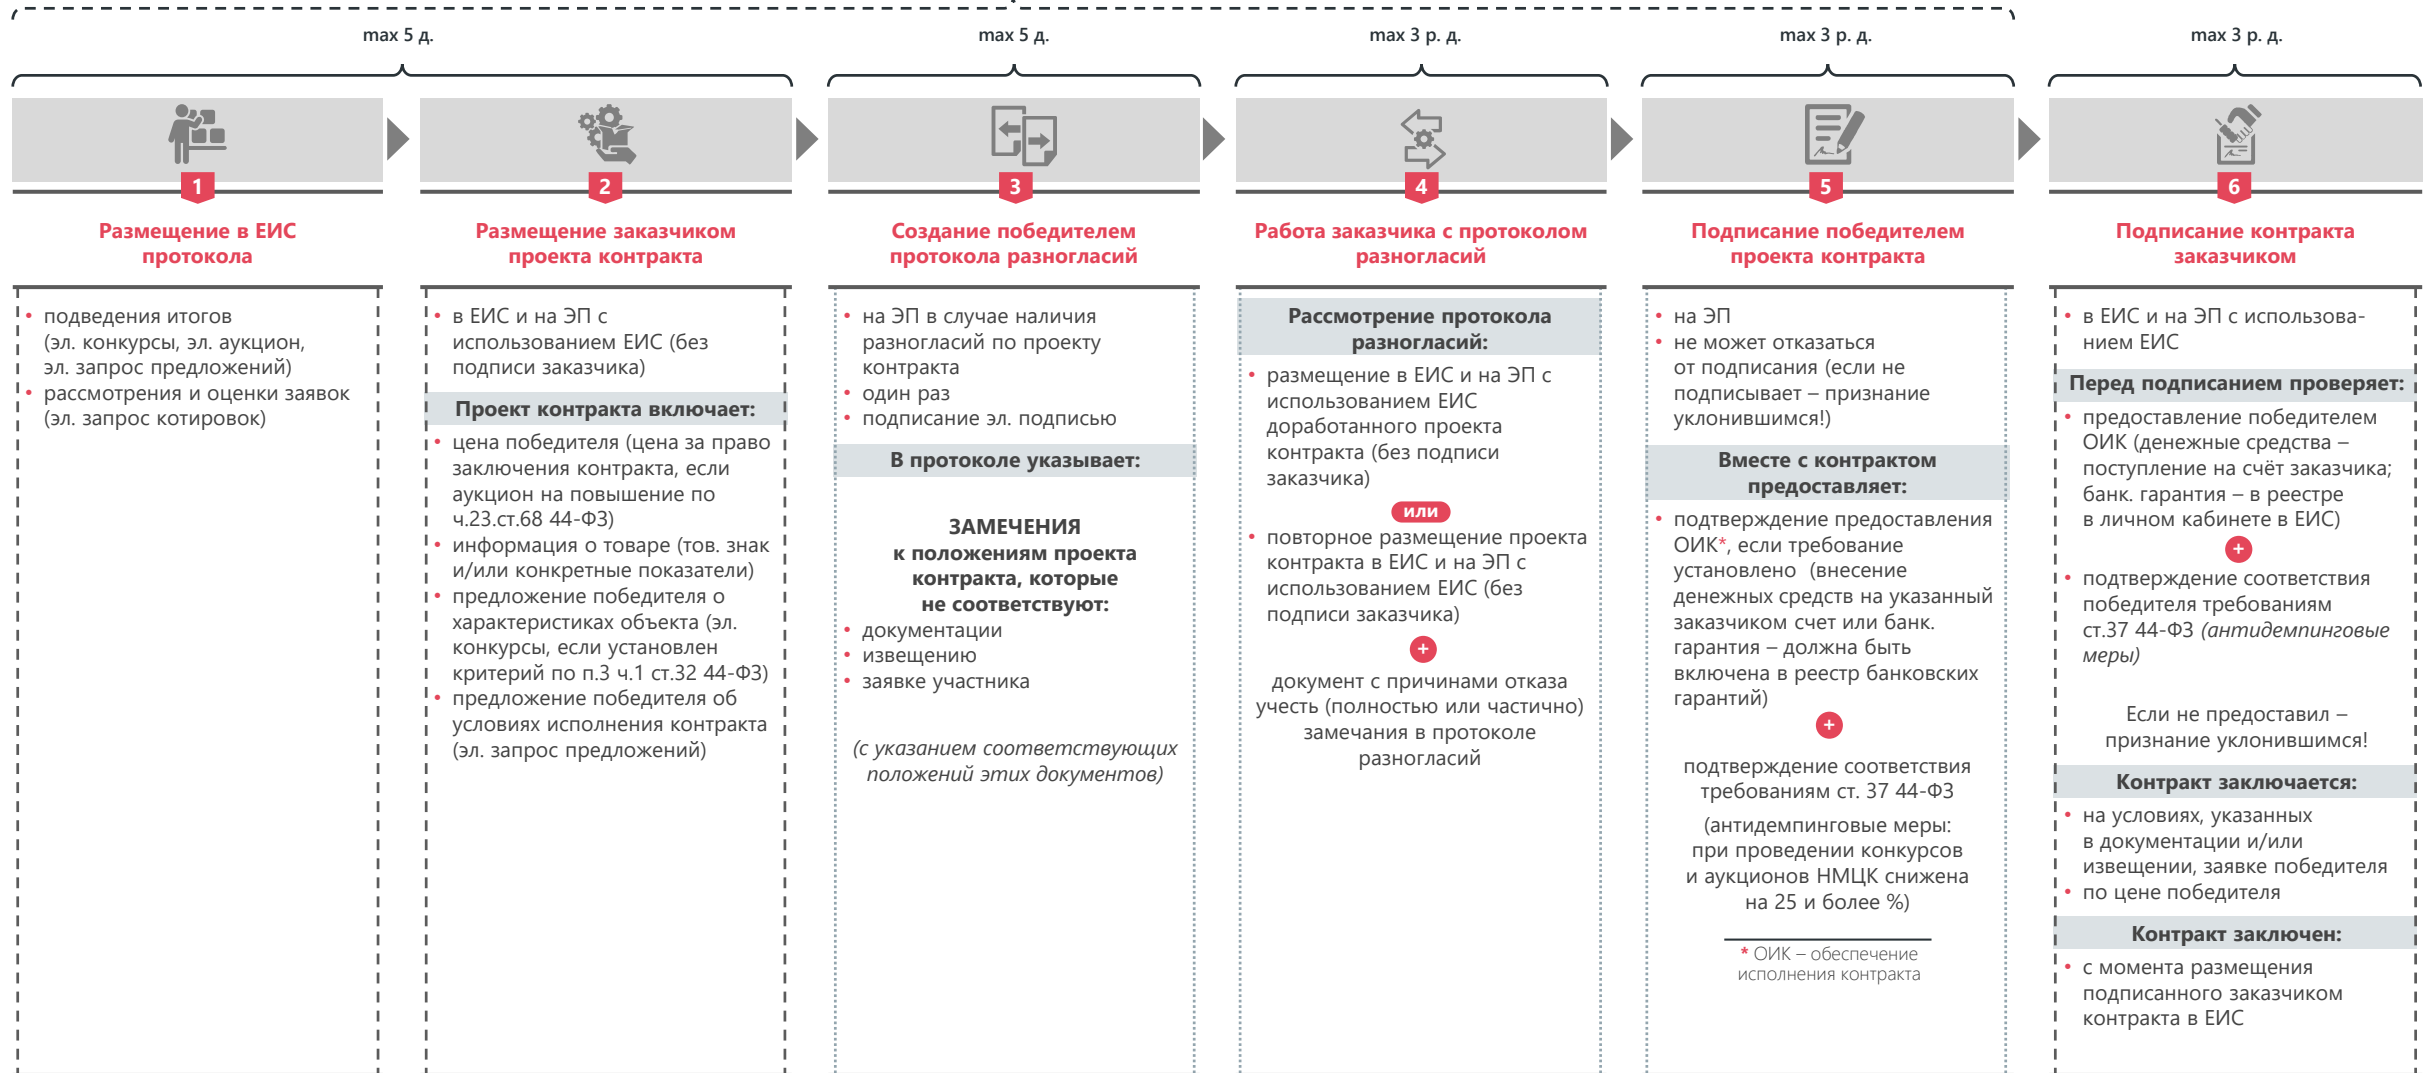 max 5 д.
max 5 д.
max 3 р. д.
max 3 р. д.
max 3 р. д.
1
Размещение в ЕИС
протокола
• подведения итогов
(эл. конкурсы, эл. аукцион,
эл. запрос предложений)
• рассмотрения и оценки заявок
(эл. запрос котировок)
2
Размещение заказчиком
проекта контракта
• в ЕИС и на ЭП с
использованием ЕИС (без
подписи заказчика)
Проект контракта включает:
• цена победителя (цена за право
заключения контракта, если
аукцион на повышение по
ч.23.ст.68 44-ФЗ)
• информация о товаре (тов. знак
и/или конкретные показатели)
• предложение победителя о
характеристиках объекта (эл.
конкурсы, если установлен
критерий по п.3 ч.1 ст.32 44-ФЗ)
• предложение победителя об
условиях исполнения контракта
(эл. запрос предложений)
3
Создание победителем
протокола разногласий
• на ЭП в случае наличия
разногласий по проекту
контракта
• один раз
• подписание эл. подписью
В протоколе указывает:
ЗАМЕЧЕНИЯ
к положениям проекта
контракта, которые
не соответствуют:
• документации
• извещению
• заявке участника
(с указанием соответствующих
положений этих документов)
4
Работа заказчика с протоколом
разногласий
Рассмотрение протокола
разногласий:
• размещение в ЕИС и на ЭП с
использованием ЕИС
доработанного проекта
контракта (без подписи
заказчика)
или
• повторное размещение проекта
контракта в ЕИС и на ЭП с
использованием ЕИС (без
подписи заказчика)
+
документ с причинами отказа
учесть (полностью или частично)
замечания в протоколе
разногласий
5
Подписание победителем
проекта контракта
• на ЭП
• не может отказаться
от подписания (если не
подписывает – признание
уклонившимся!)
Вместе с контрактом
предоставляет:
• подтверждение предоставления
ОИК*, если требование
установлено (внесение
денежных средств на указанный
заказчиком счет или банк.
гарантия – должна быть
включена в реестр банковских
гарантий)
+
подтверждение соответствия
требованиям ст. 37 44-ФЗ
(антидемпинговые меры:
при проведении конкурсов
и аукционов НМЦК снижена
на 25 и более %)
* ОИК – обеспечение
исполнения контракта
6
Подписание контракта
заказчиком
• в ЕИС и на ЭП с использова-
нием ЕИС
Перед подписанием проверяет:
• предоставление победителем
ОИК (денежные средства –
поступление на счёт заказчика;
банк. гарантия – в реестре
в личном кабинете в ЕИС)
+
• подтверждение соответствия
победителя требованиям
ст.37 44-ФЗ (антидемпинговые
меры)
Если не предоставил –
признание уклонившимся!
Контракт заключается:
• на условиях, указанных
в документации и/или
извещении, заявке победителя
• по цене победителя
Контракт заключен:
• с момента размещения
подписанного заказчиком
контракта в ЕИС